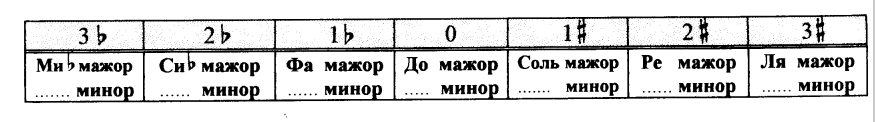 3♭ 2♭ 1♭ 0 1♯ 2♯ 3♯
Ми♭ мажор Си♭ мажор Фа мажор До мажор Соль мажор Ре мажор Ля мажор
....... минор ...... минор ...... минор ..... минор ....... минор ...... минор ...... минор